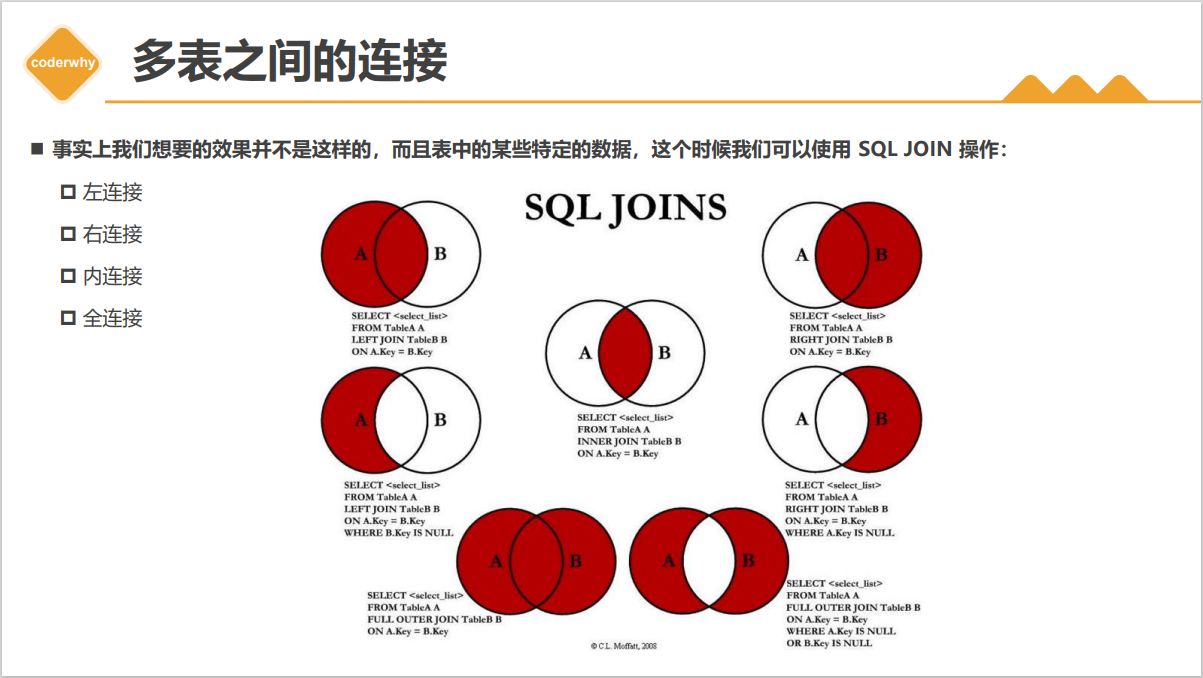 coderwhy
多表之间的连接
事实上我们想要的效果并不是这样的，而且表中的某些特定的数据，这个时候我们可以使用 SQL JOIN 操作：
左连接
右连接
内连接
全连接
SQL JOINS
A B
SELECT <select_list>
FROM TableA A
LEFT JOIN TableB B
ON A.Key = B.Key
A B
SELECT <select_list>
FROM TableA A
RIGHT JOIN TableB B
ON A.Key = B.Key
A B
SELECT <select_list>
FROM TableA A
INNER JOIN TableB B
ON A.Key = B.Key
A B
SELECT <select_list>
FROM TableA A
LEFT JOIN TableB B
ON A.Key = B.Key
WHERE B.Key IS NULL
A B
SELECT <select_list>
FROM TableA A
RIGHT JOIN TableB B
ON A.Key = B.Key
WHERE A.Key IS NULL
A B
SELECT <select_list>
FROM TableA A
FULL OUTER JOIN TableB B
ON A.Key = B.Key
A B
SELECT <select_list>
FROM TableA A
FULL OUTER JOIN TableB B
ON A.Key = B.Key
WHERE A.Key IS NULL
OR B.Key IS NULL
© C.L. Moffatt, 2008